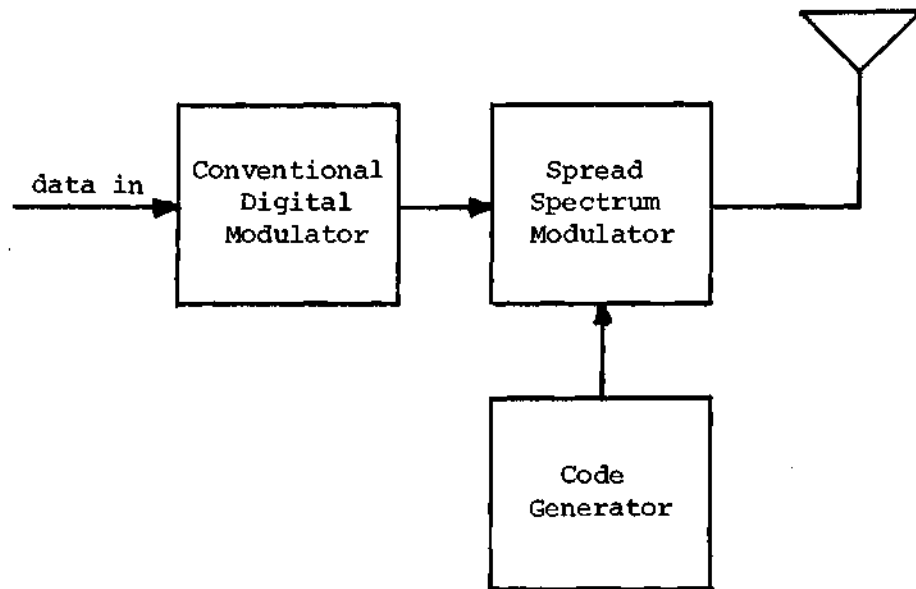 data in
Conventional
Digital
Modulator
Spread
Spectrum
Modulator
Code
Generator